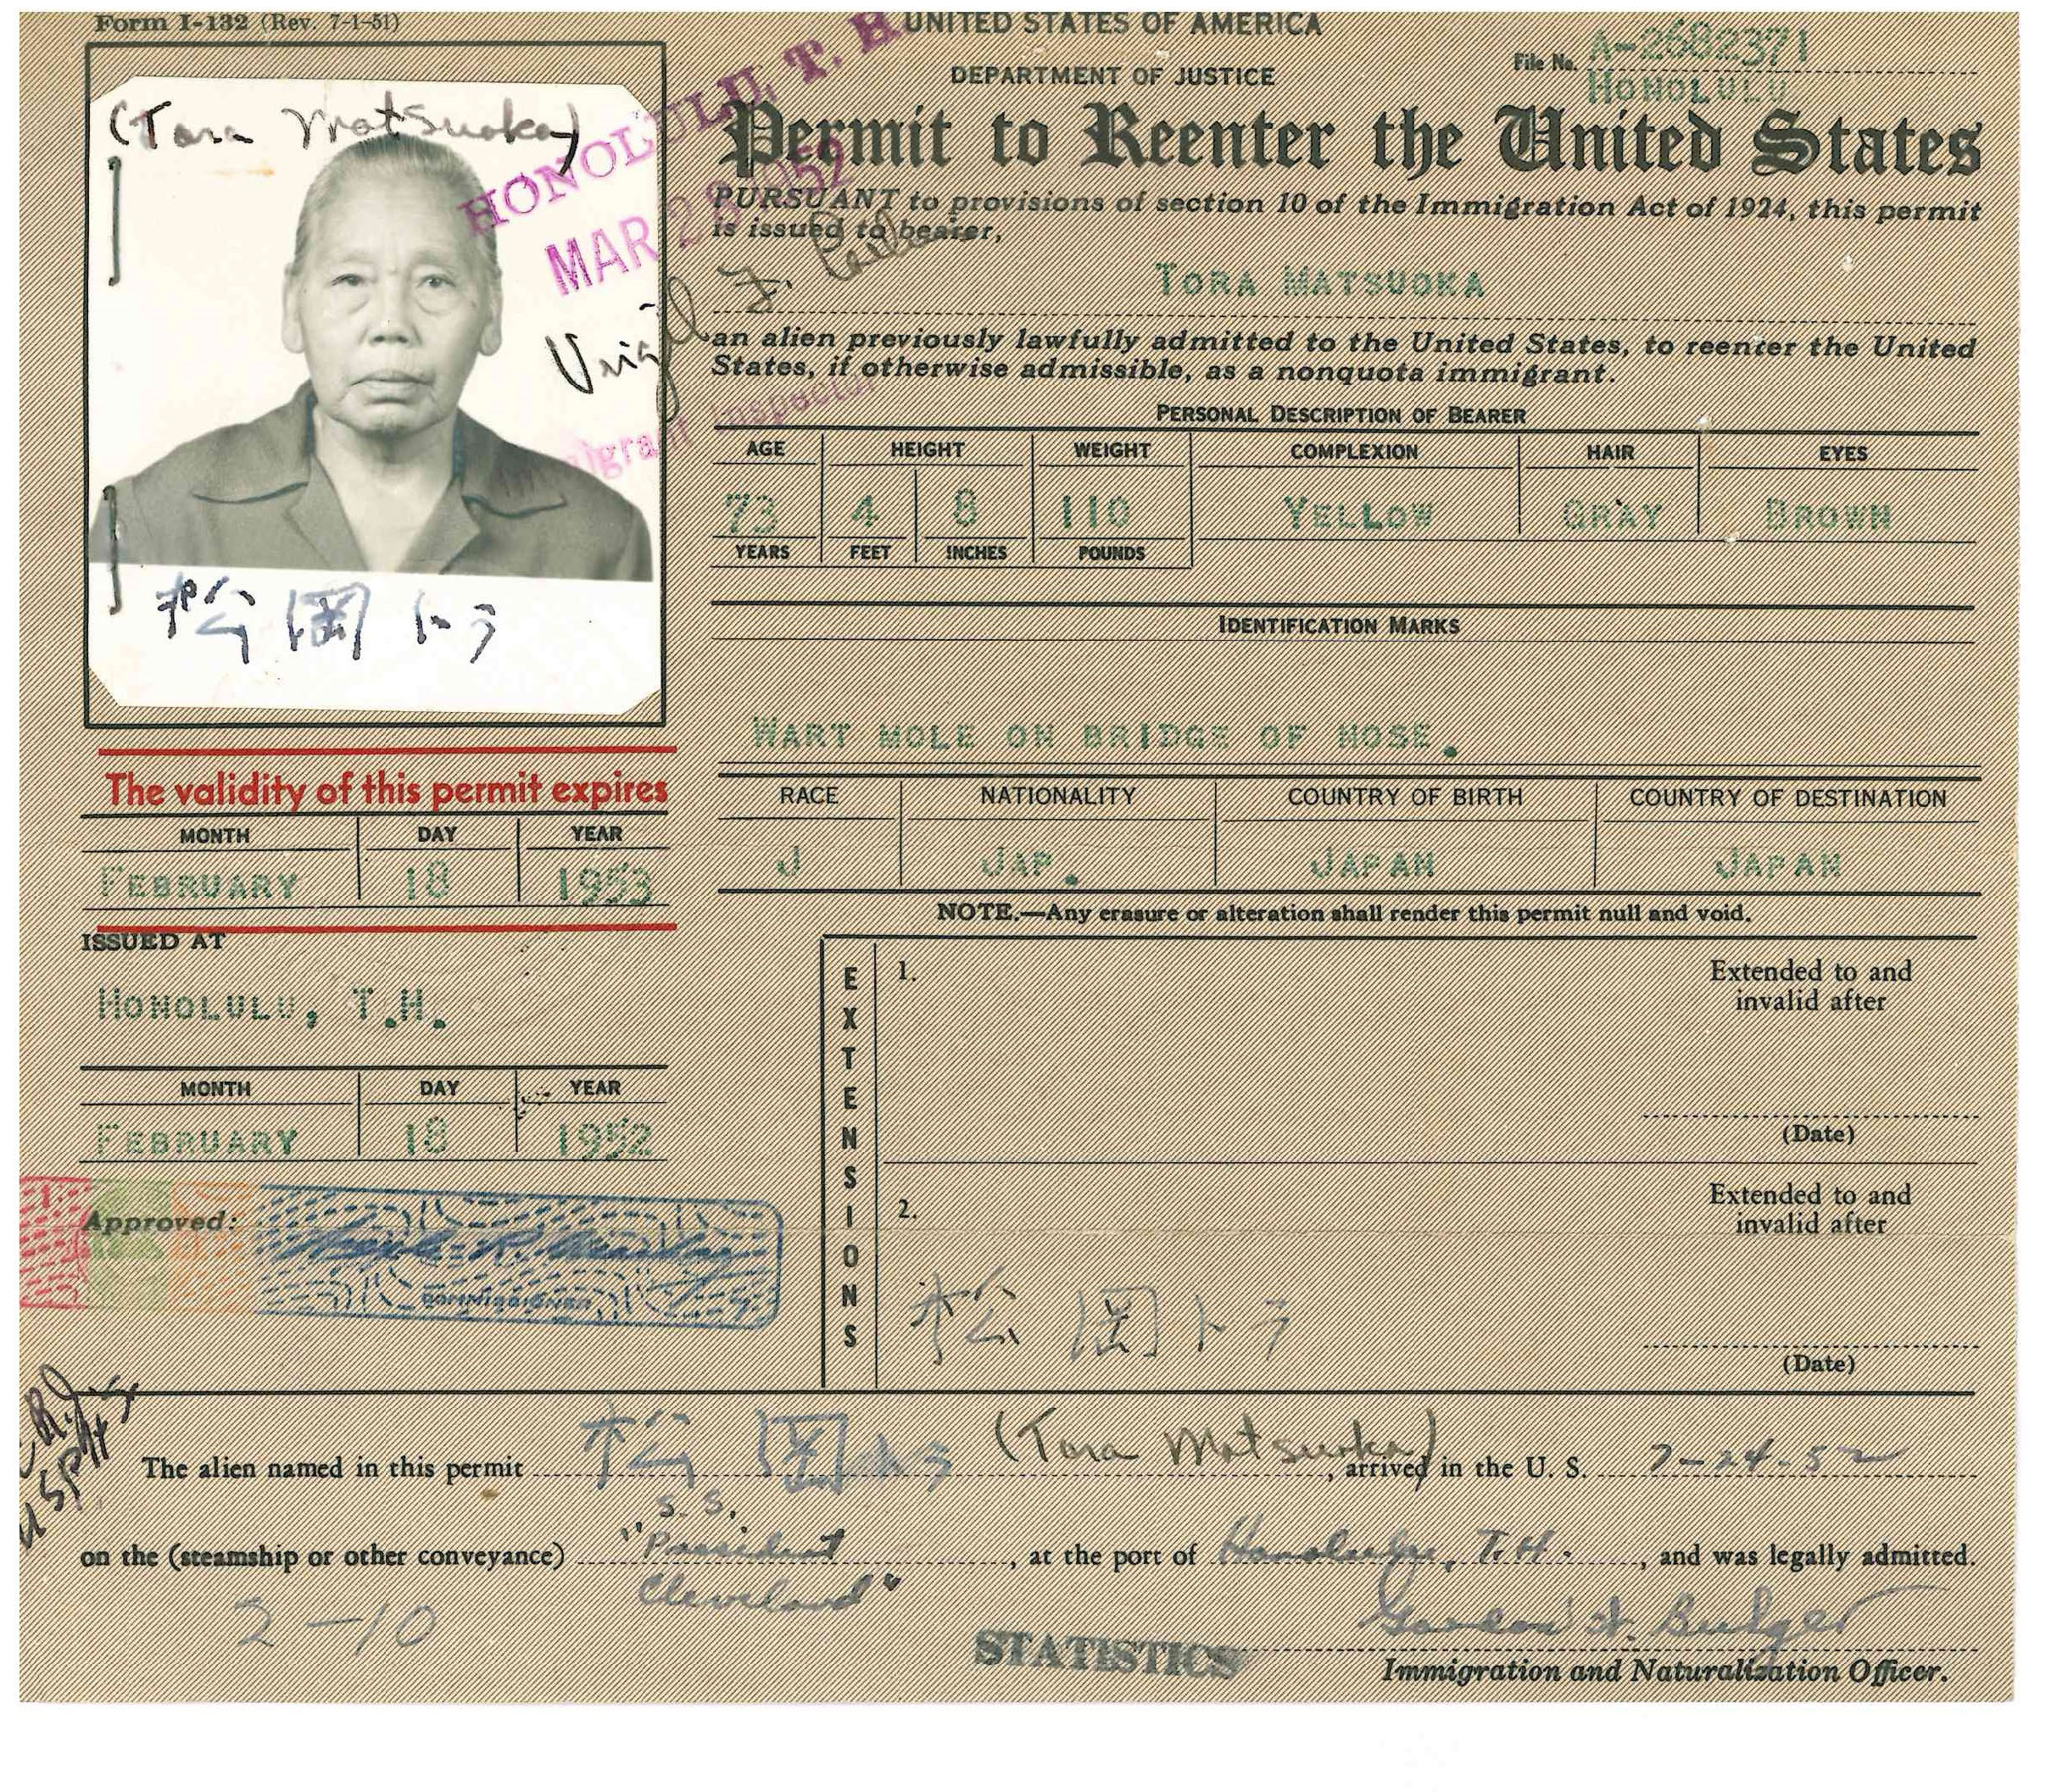 Form I-132 (Rev. 7-1-51)
UNITED STATES OF AMERICA
DEPARTMENT OF JUSTICE
File No. A-2682371
HONOLULU
Permit to Reenter the United States
PURSUANT to provisions of section 10 of the Immigration Act of 1924, this permit
is issued to bearer,
TORA MATSUOKA
an alien previously lawfully admitted to the United States, to reenter the United
States, if otherwise admissible, as a nonquota immigrant.
(Tora Matsuoka)
HONOLULU, T. H.
MAR 28 1952
Virgil F.
Inspector
松岡トラ
PERSONAL DESCRIPTION OF BEARER
AGE HEIGHT WEIGHT COMPLEXION HAIR EYES
73 4 8 110 YELLOW GRAY BROWN
YEARS FEET INCHES POUNDS
IDENTIFICATION MARKS
WART MOLE ON BRIDGE OF NOSE.
The validity of this permit expires
MONTH DAY YEAR
FEBRUARY 18 1953
RACE NATIONALITY COUNTRY OF BIRTH COUNTRY OF DESTINATION
J JAP. JAPAN JAPAN
NOTE.—Any erasure or alteration shall render this permit null and void.
ISSUED AT
HONOLULU, T.H.
MONTH DAY YEAR
FEBRUARY 18 1952
Approved:
COMMISSIONER
EXTENSIONS
1. Extended to and
invalid after
(Date)
2. Extended to and
invalid after
松岡トラ
(Date)
The alien named in this permit 松岡トラ (Tora Matsuoka), arrived in the U. S. 7-24-52
on the (steamship or other conveyance) S.S. "President Cleveland", at the port of Honolulu, T.H., and was legally admitted.
2-10
STATISTICS
Immigration and Naturalization Officer.